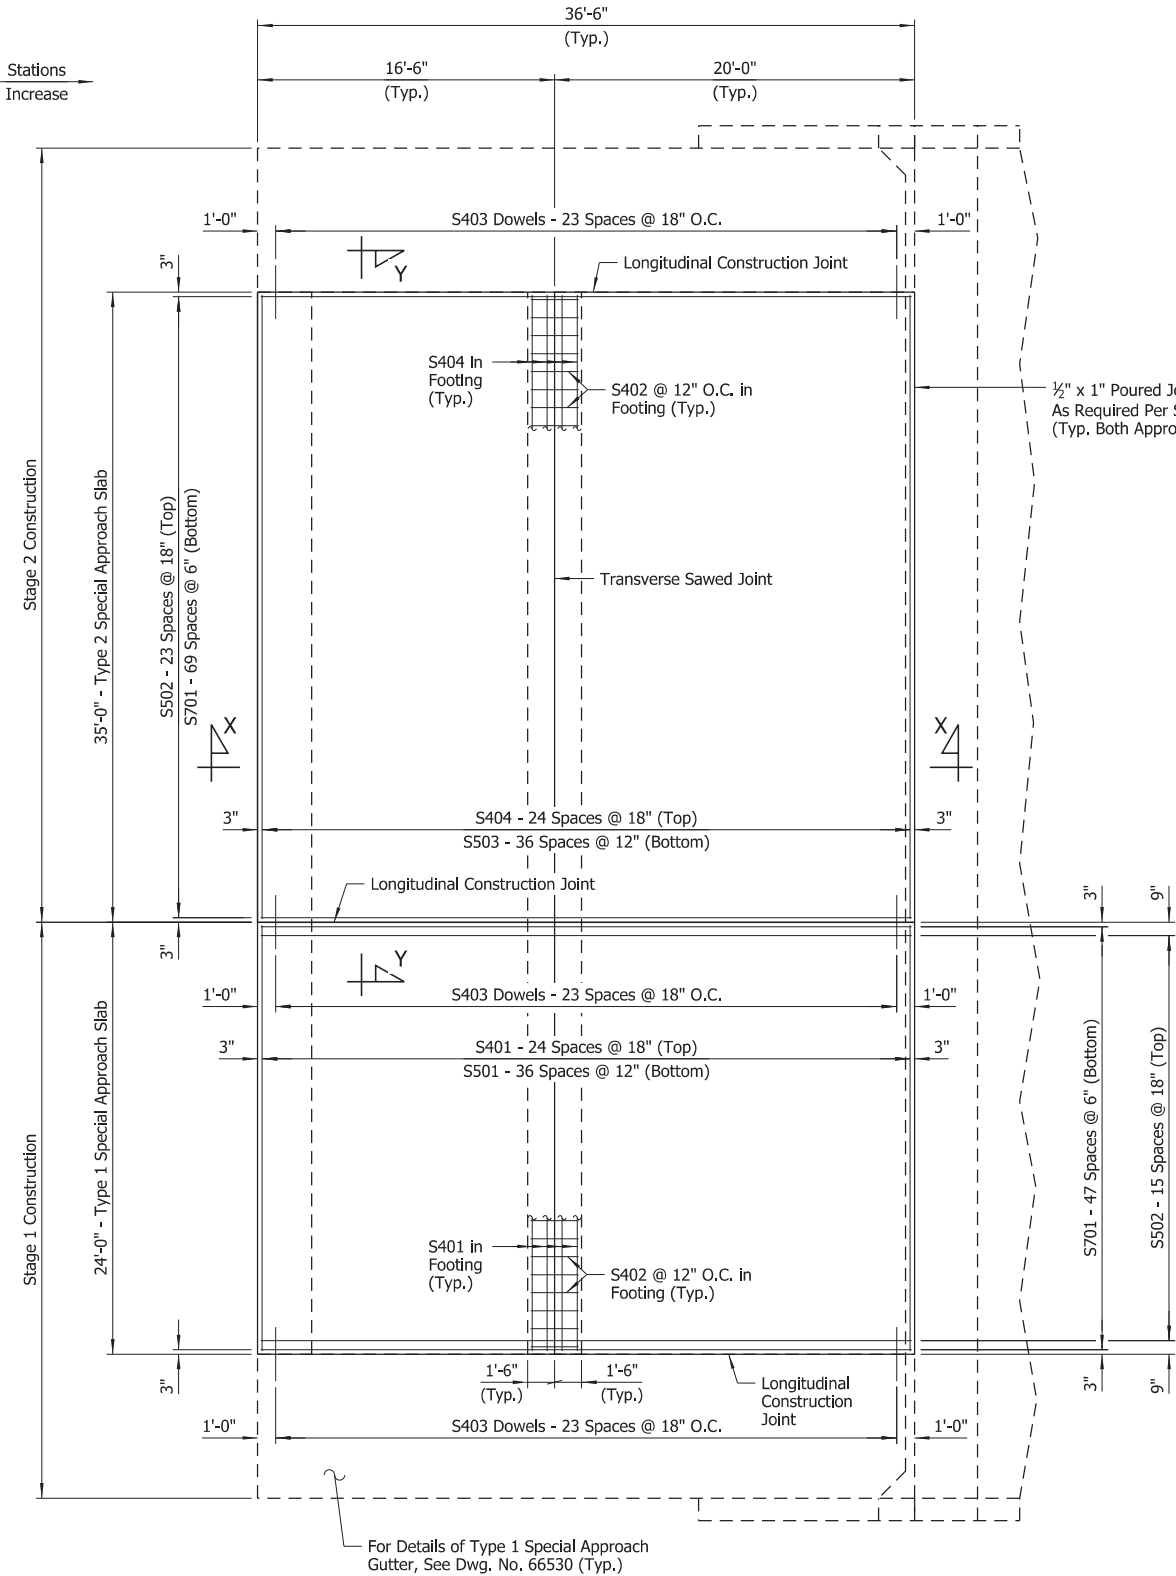 36'-6"
(Typ.)
Stations
Increase
16'-6"
(Typ.)
20'-0"
(Typ.)
1'-0"
S403 Dowels - 23 Spaces @ 18" O.C.
1'-0"
3"
Y
Longitudinal Construction Joint
S404 in
Footing
(Typ.)
S402 @ 12" O.C. in
Footing (Typ.)
½" x 1" Poured
As Required Per
(Typ. Both
Stage 2 Construction
35'-0" - Type 2 Special Approach Slab
S502 - 23 Spaces @ 18" (Top)
S701 - 69 Spaces @ 6" (Bottom)
Transverse Sawed Joint
X
X
3"
S404 - 24 Spaces @ 18" (Top)
S503 - 36 Spaces @ 12" (Bottom)
3"
Longitudinal Construction Joint
3"
9"
3"
Y
1'-0"
S403 Dowels - 23 Spaces @ 18" O.C.
1'-0"
3"
S401 - 24 Spaces @ 18" (Top)
S501 - 36 Spaces @ 12" (Bottom)
3"
Stage 1 Construction
24'-0" - Type 1 Special Approach Slab
S701 - 47 Spaces @ 6" (Bottom)
S502 - 15 Spaces @ 18" (Top)
S401 in
Footing
(Typ.)
S402 @ 12" O.C. in
Footing (Typ.)
3"
1'-6"
(Typ.)
1'-6"
(Typ.)
Longitudinal
Construction
Joint
3"
9"
1'-0"
S403 Dowels - 23 Spaces @ 18" O.C.
1'-0"
For Details of Type 1 Special Approach
Gutter, See Dwg. No. 66530 (Typ.)